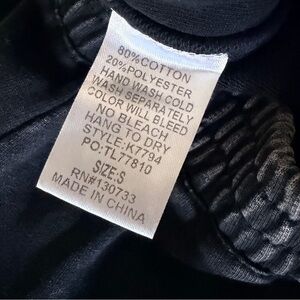 80%COTTON
20%POLYESTER
HAND WASH COLD
WASH SEPARATELY
COLOR WILL BLEED
NO BLEACH
HANG TO DRY
STYLE:K7794
PO:TL77810
SIZE:S
RN#130733
MADE IN CHINA